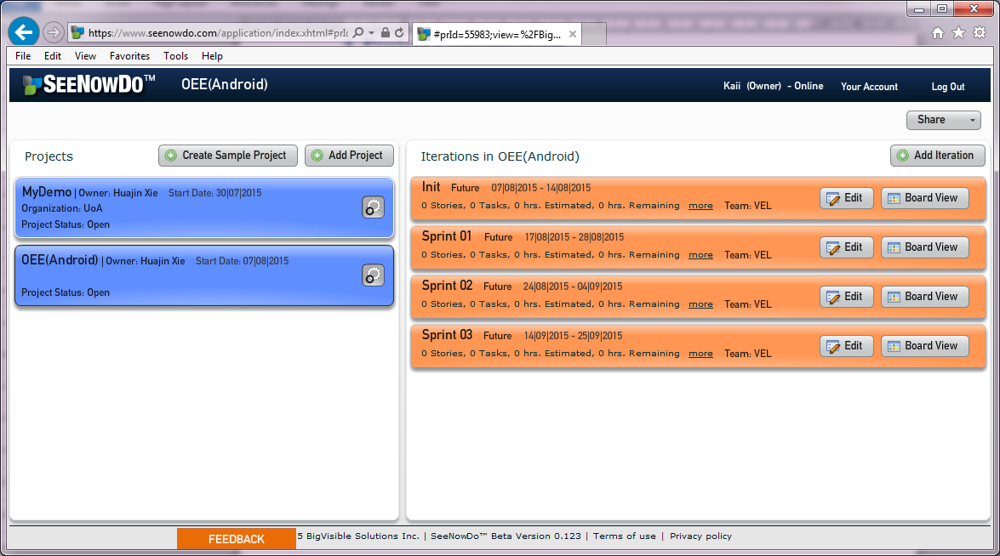 https://www.seenowdo.com/application/index.xhtml#prId
#prId=55983;view=%2FBig...
File Edit View Favorites Tools Help
SEENOWDO™ OEE(Android) Kaii (Owner) - Online Your Account Log Out
Share
Projects Create Sample Project Add Project
MyDemo | Owner: Huajin Xie Start Date: 30|07|2015
Organization: UoA
Project Status: Open
OEE(Android) | Owner: Huajin Xie Start Date: 07|08|2015
Project Status: Open
Iterations in OEE(Android) Add Iteration
Init Future 07|08|2015 - 14|08|2015
0 Stories, 0 Tasks, 0 hrs. Estimated, 0 hrs. Remaining more Team: VEL
Edit Board View
Sprint 01 Future 17|08|2015 - 28|08|2015
0 Stories, 0 Tasks, 0 hrs. Estimated, 0 hrs. Remaining more Team: VEL
Edit Board View
Sprint 02 Future 24|08|2015 - 04|09|2015
0 Stories, 0 Tasks, 0 hrs. Estimated, 0 hrs. Remaining more Team: VEL
Edit Board View
Sprint 03 Future 14|09|2015 - 25|09|2015
0 Stories, 0 Tasks, 0 hrs. Estimated, 0 hrs. Remaining more Team: VEL
Edit Board View
FEEDBACK 5 BigVisible Solutions Inc. | SeeNowDo™ Beta Version 0.123 | Terms of use | Privacy policy